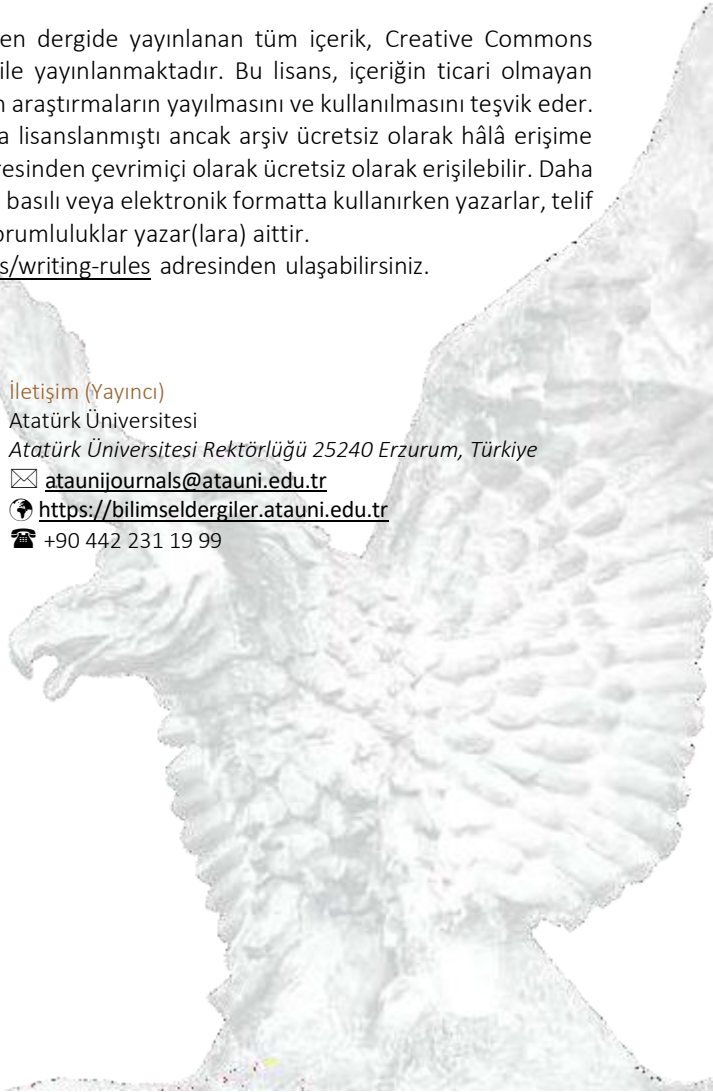 en dergide yayınlanan tüm içerik, Creative Commons
ile yayınlanmaktadır. Bu lisans, içeriğin ticari olmayan
araştırmaların yayılmasını ve kullanılmasını teşvik eder.
lisanslanmıştı ancak arşiv ücretsiz olarak hâlâ erişime
resinden çevrimiçi olarak ücretsiz olarak erişilebilir. Daha
basılı veya elektronik formatta kullanırken yazarlar, telif
orumluluklar yazar(lara) aittir.
s/writing-rules adresinden ulaşabilirsiniz.
İletişim (Yayıncı)
Atatürk Üniversitesi
Atatürk Üniversitesi Rektörlüğü 25240 Erzurum, Türkiye
ataunijournals@atauni.edu.tr
https://bilimseldergiler.atauni.edu.tr
+90 442 231 19 99